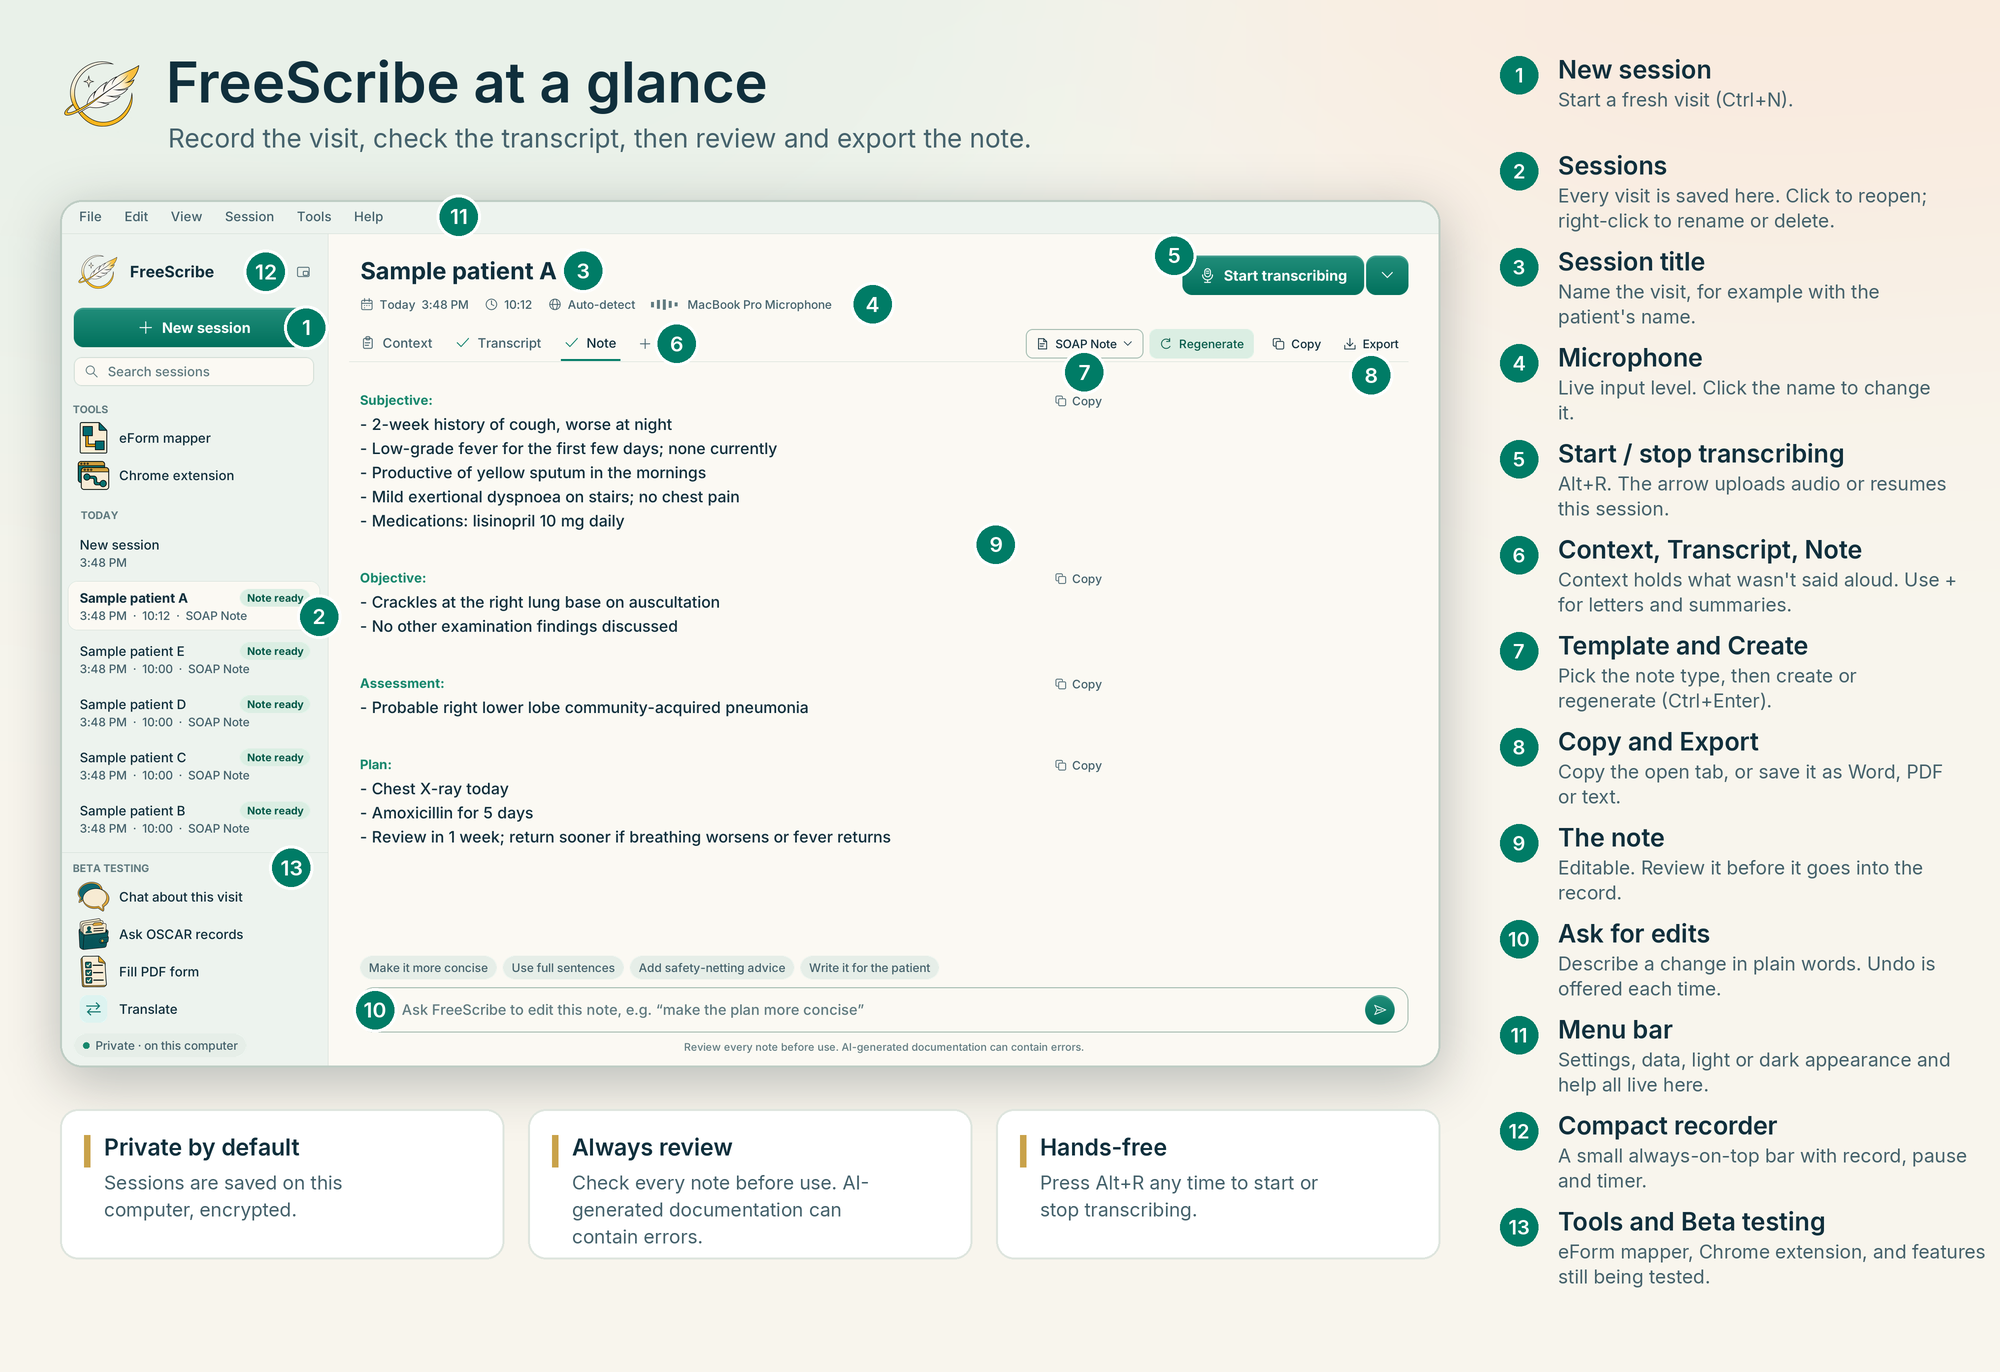 FreeScribe at a glance
Record the visit, check the transcript, then review and export the note.
File Edit View Session Tools Help 11
FreeScribe 12
New session 1
Search sessions
TOOLS
eForm mapper
Chrome extension
TODAY
New session
3:48 PM
Sample patient A Note ready
3:48 PM · 10:12 · SOAP Note 2
Sample patient E Note ready
3:48 PM · 10:00 · SOAP Note
Sample patient D Note ready
3:48 PM · 10:00 · SOAP Note
Sample patient C Note ready
3:48 PM · 10:00 · SOAP Note
Sample patient B Note ready
3:48 PM · 10:00 · SOAP Note
BETA TESTING 13
Chat about this visit
Ask OSCAR records
Fill PDF form
Translate
Private · on this computer
Sample patient A 3
5 Start transcribing
Today 3:48 PM 10:12 Auto-detect MacBook Pro Microphone 4
Context Transcript Note + 6
SOAP Note Regenerate Copy Export
7 8
Subjective: Copy
- 2-week history of cough, worse at night
- Low-grade fever for the first few days; none currently
- Productive of yellow sputum in the mornings
- Mild exertional dyspnoea on stairs; no chest pain
- Medications: lisinopril 10 mg daily
9
Objective: Copy
- Crackles at the right lung base on auscultation
- No other examination findings discussed
Assessment: Copy
- Probable right lower lobe community-acquired pneumonia
Plan: Copy
- Chest X-ray today
- Amoxicillin for 5 days
- Review in 1 week; return sooner if breathing worsens or fever returns
Make it more concise Use full sentences Add safety-netting advice Write it for the patient
10 Ask FreeScribe to edit this note, e.g. “make the plan more concise”
Review every note before use. AI-generated documentation can contain errors.
Private by default
Sessions are saved on this
computer, encrypted.
Always review
Check every note before use. AI-
generated documentation can
contain errors.
Hands-free
Press Alt+R any time to start or
stop transcribing.
1 New session
Start a fresh visit (Ctrl+N).
2 Sessions
Every visit is saved here. Click to reopen;
right-click to rename or delete.
3 Session title
Name the visit, for example with the
patient's name.
4 Microphone
Live input level. Click the name to change
it.
5 Start / stop transcribing
Alt+R. The arrow uploads audio or resumes
this session.
6 Context, Transcript, Note
Context holds what wasn't said aloud. Use +
for letters and summaries.
7 Template and Create
Pick the note type, then create or
regenerate (Ctrl+Enter).
8 Copy and Export
Copy the open tab, or save it as Word, PDF
or text.
9 The note
Editable. Review it before it goes into the
record.
10 Ask for edits
Describe a change in plain words. Undo is
offered each time.
11 Menu bar
Settings, data, light or dark appearance and
help all live here.
12 Compact recorder
A small always-on-top bar with record, pause
and timer.
13 Tools and Beta testing
eForm mapper, Chrome extension, and features
still being tested.